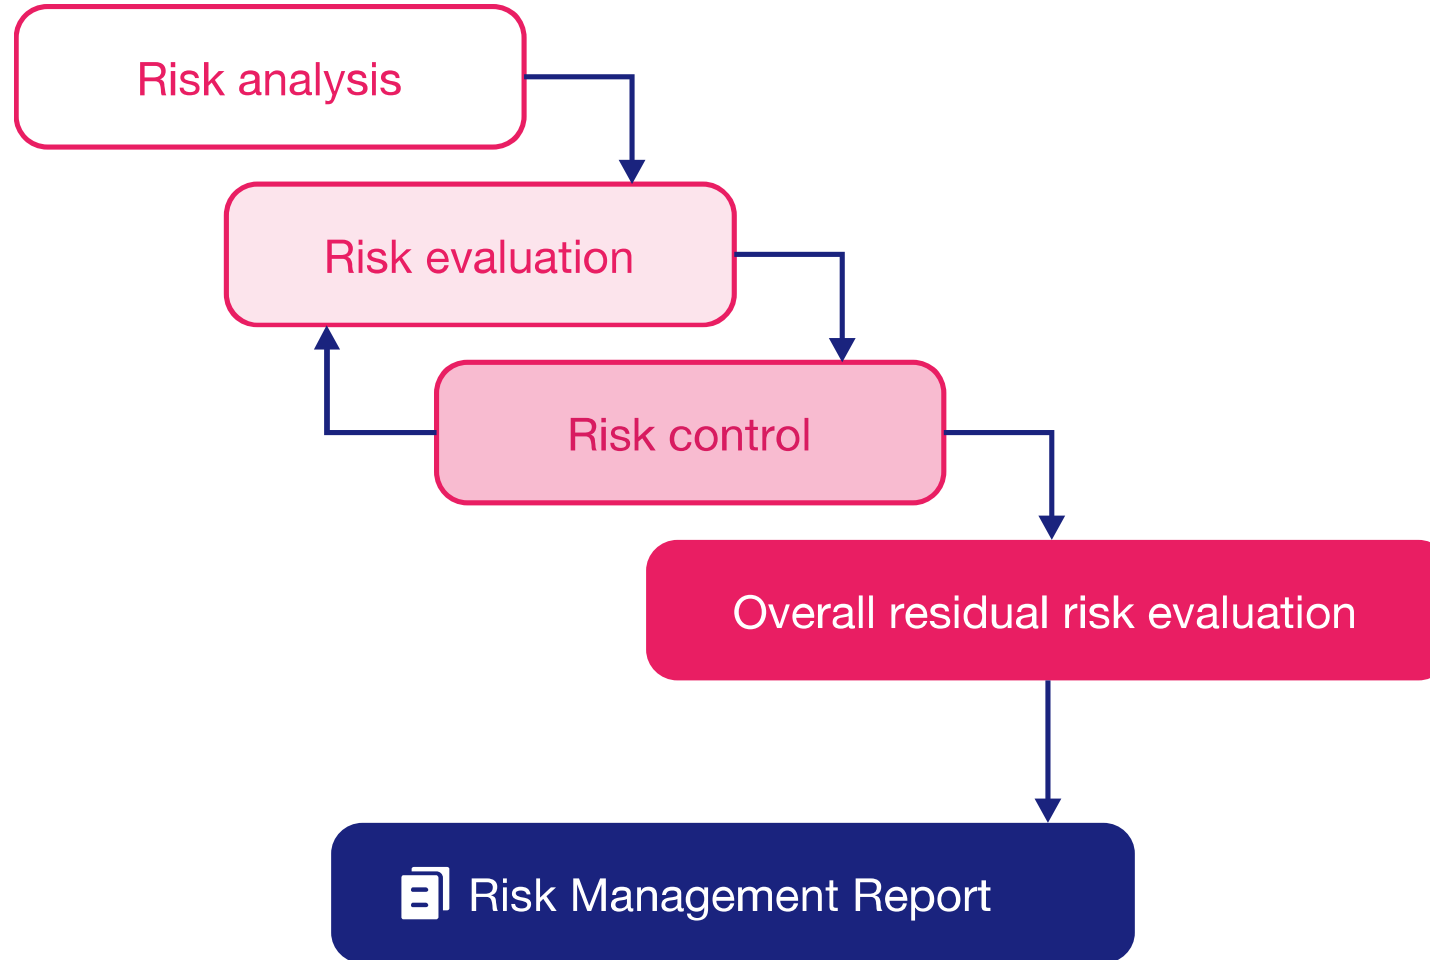 Risk analysis
Risk evaluation
Risk control
Overall residual risk evaluation
Risk Management Report